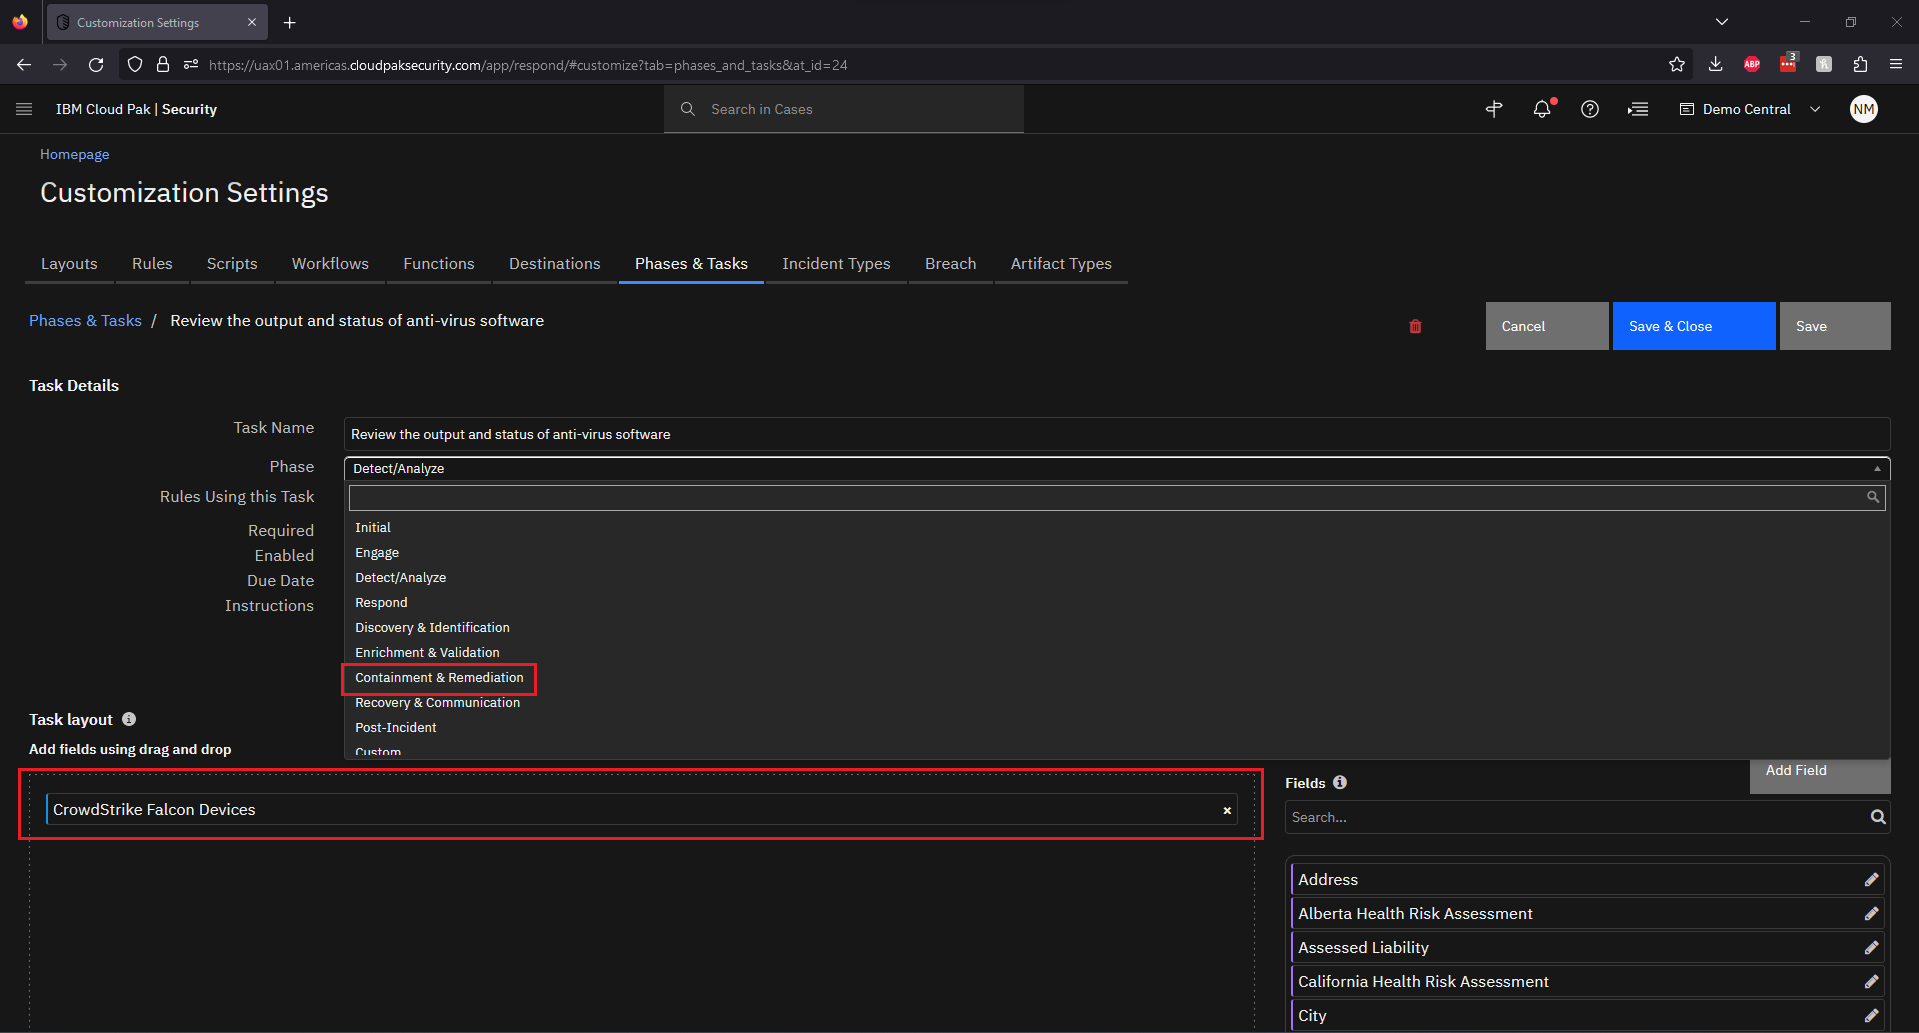 Customization Settings
https://uax01.americas.cloudpaksecurity.com/app/respond/#customize?tab=phases_and_tasks&at_id=24
ABP
3
IBM Cloud Pak | Security
Search in Cases
Demo Central
NM
Homepage
Customization Settings
Layouts
Rules
Scripts
Workflows
Functions
Destinations
Phases & Tasks
Incident Types
Breach
Artifact Types
Phases & Tasks / Review the output and status of anti-virus software
Cancel
Save & Close
Save
Task Details
Task Name
Review the output and status of anti-virus software
Phase
Detect/Analyze
Rules Using this Task
Required
Enabled
Due Date
Instructions
Initial
Engage
Detect/Analyze
Respond
Discovery & Identification
Enrichment & Validation
Containment & Remediation
Recovery & Communication
Post-Incident
Custom
Task layout
Add fields using drag and drop
CrowdStrike Falcon Devices
Add Field
Fields
Search...
Address
Alberta Health Risk Assessment
Assessed Liability
California Health Risk Assessment
City